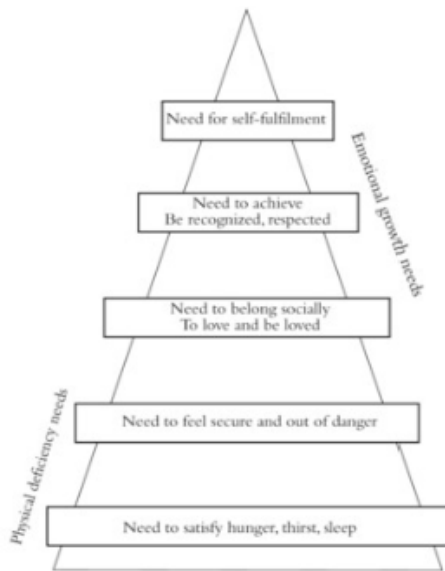 Need for self-fulfilment
Need to achieve
Be recognized, respected
Emotional growth needs
Need to belong socially
To love and be loved
Physical deficiency needs
Need to feel secure and out of danger
Need to satisfy hunger, thirst, sleep